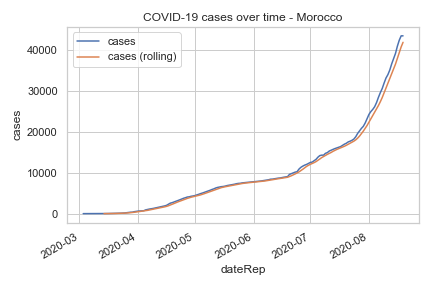 COVID-19 cases over time - Morocco
cases
cases (rolling)
40000
30000
20000
10000
0
cases
2020-03
2020-04
2020-05
2020-06
2020-07
2020-08
dateRep